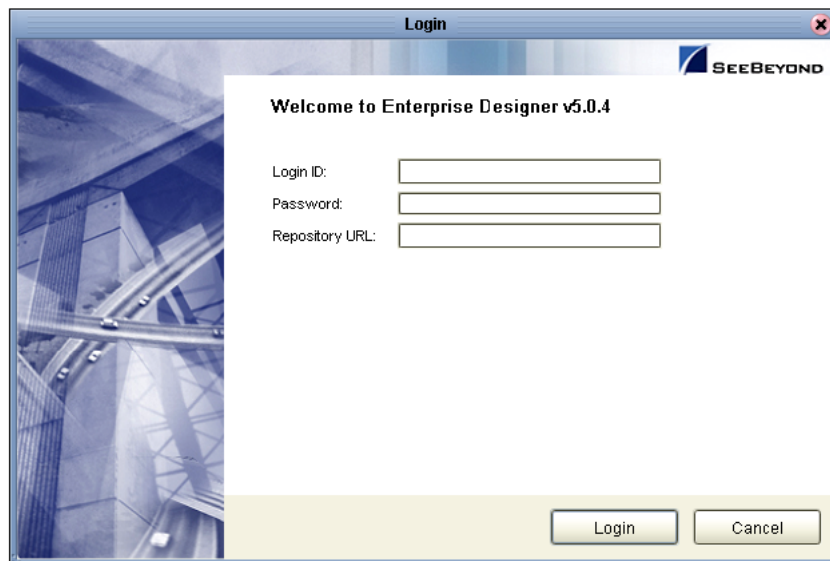 Login
SEEBEYOND
Welcome to Enterprise Designer v5.0.4
Login ID:
Password:
Repository URL:
Login
Cancel